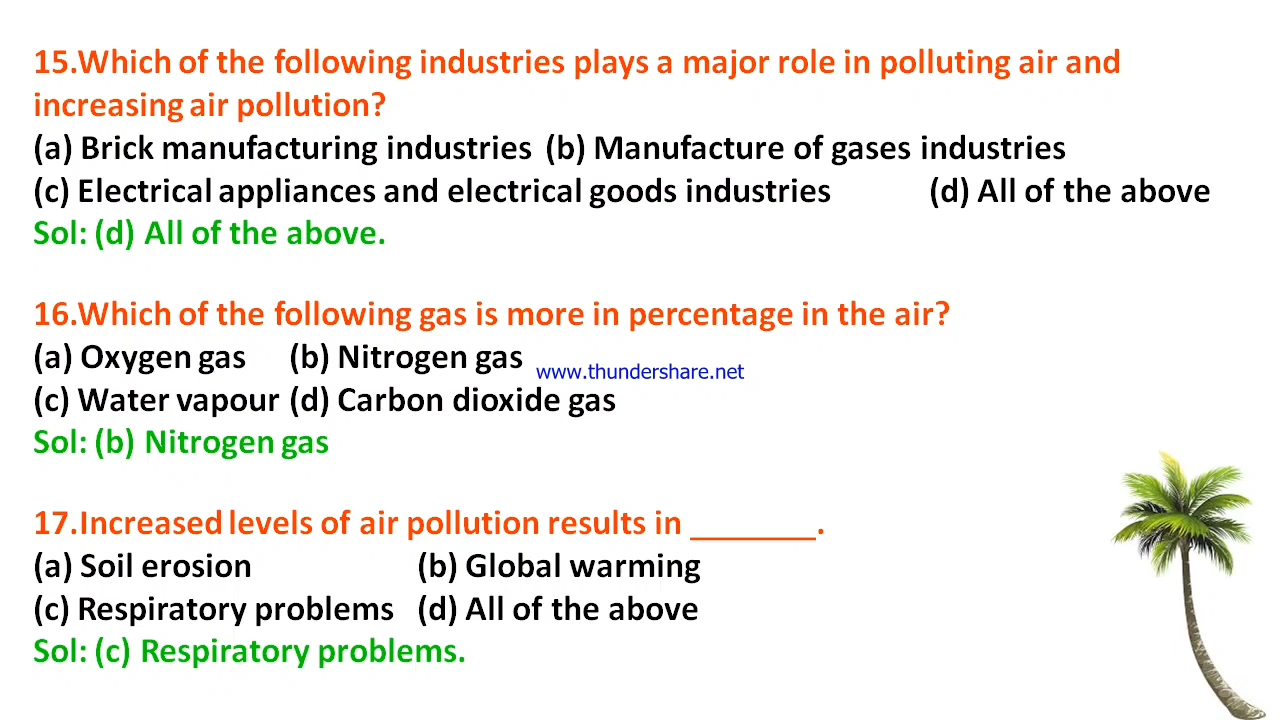 15.Which of the following industries plays a major role in polluting air and
increasing air pollution?
(a) Brick manufacturing industries (b) Manufacture of gases industries
(c) Electrical appliances and electrical goods industries (d) All of the above
Sol: (d) All of the above.
16.Which of the following gas is more in percentage in the air?
(a) Oxygen gas (b) Nitrogen gas
www.thundershare.net
(c) Water vapour (d) Carbon dioxide gas
Sol: (b) Nitrogen gas
17.Increased levels of air pollution results in _______.
(a) Soil erosion (b) Global warming
(c) Respiratory problems (d) All of the above
Sol: (c) Respiratory problems.